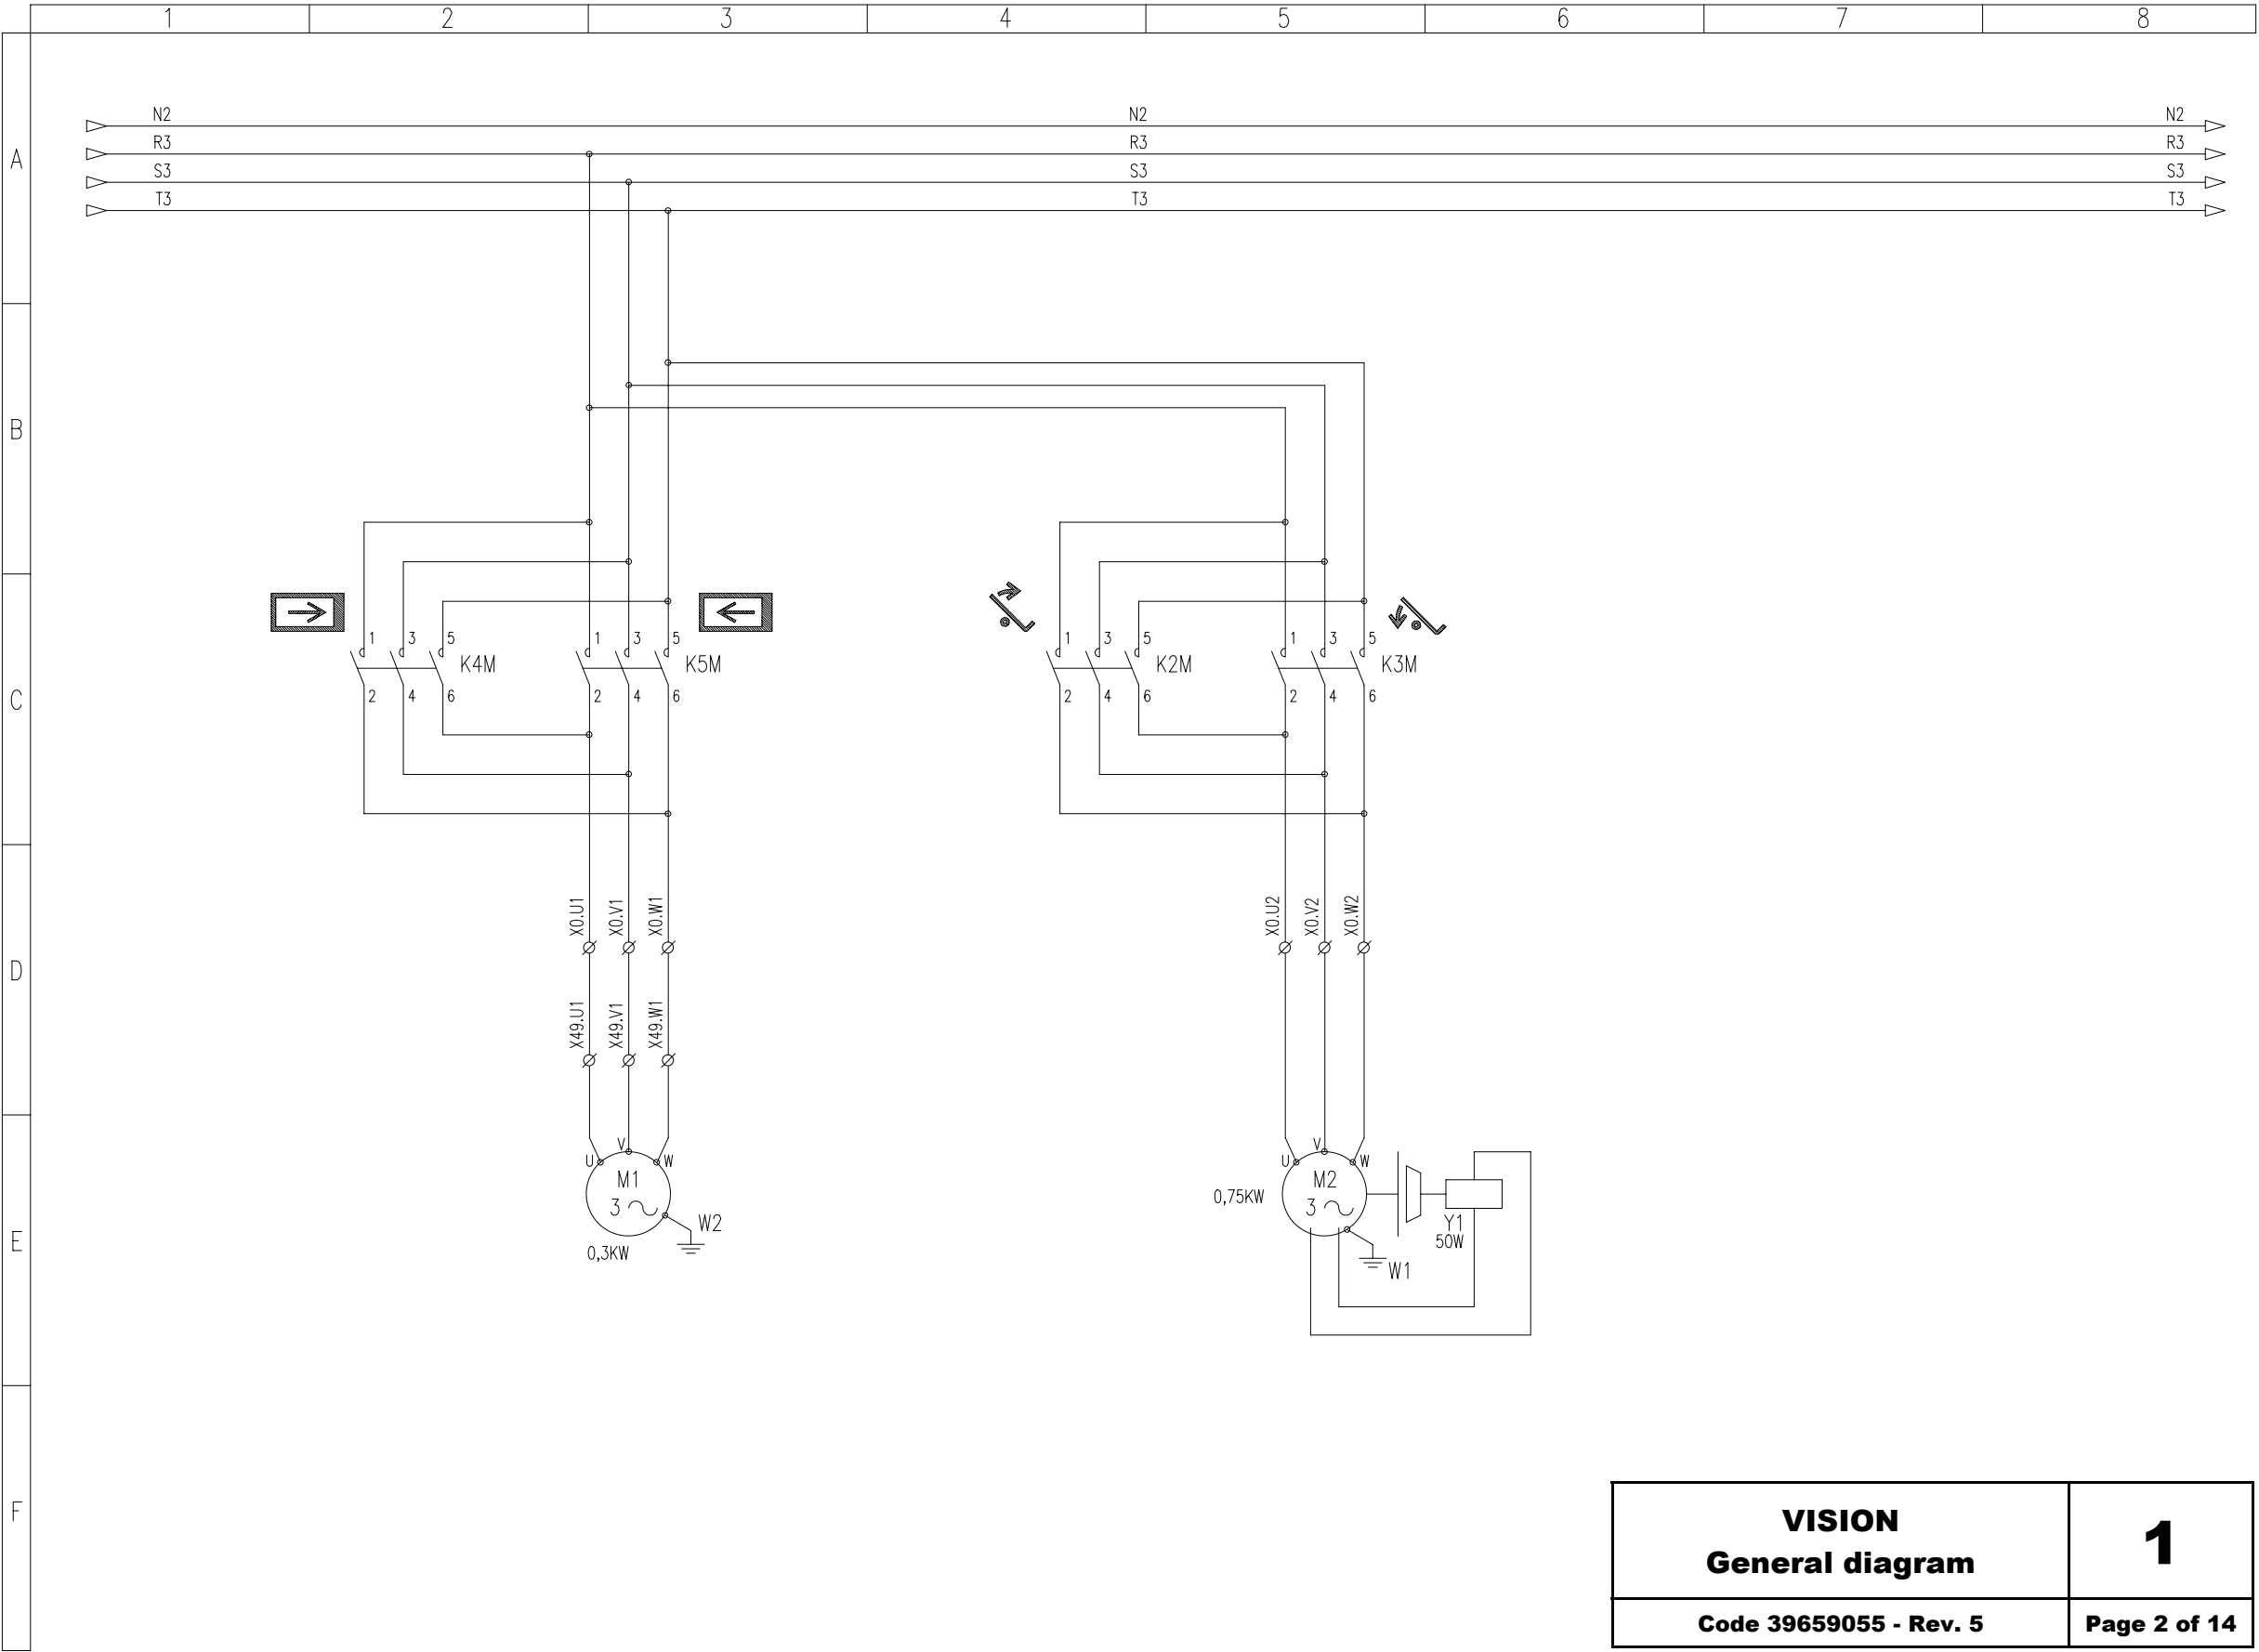 1 2 3 4 5 6 7 8
N2 N2 N2
A R3 R3 R3
S3 S3 S3
T3 T3 T3
B
1 3 5 1 3 5 1 3 5 1 3 5
K4M K5M K2M K3M
C 2 4 6 2 4 6 2 4 6 2 4 6
X0.U1 X0.V1 X0.W1 X0.U2 X0.V2 X0.W2
D
X49.U1 X49.V1 X49.W1
V V
U W U W
M1 M2
3 0,75KW 3
W2 Y1
E 0,3KW 50W
W1
F
VISION
General diagram
1
Code 39659055 - Rev. 5
Page 2 of 14